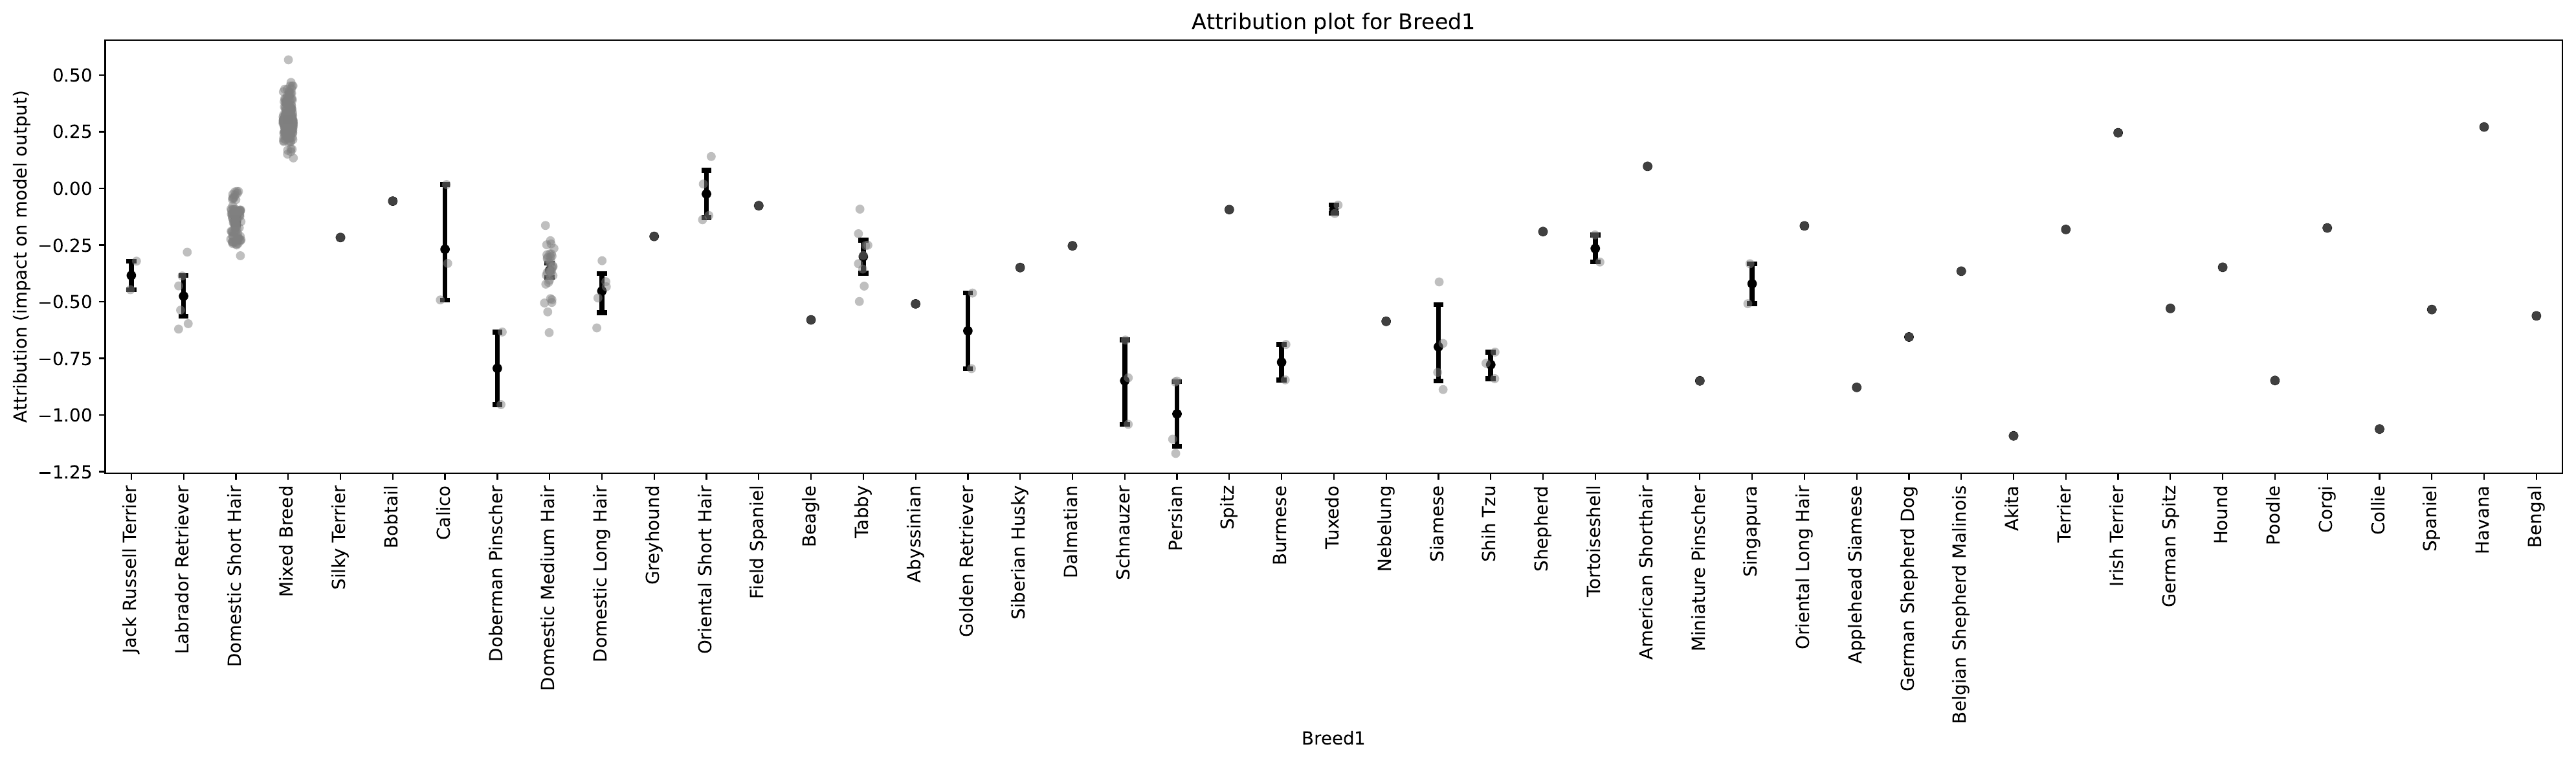 Attribution plot for Breed1
Attribution (impact on model output)
0.50
0.25
0.00
−0.25
−0.50
−0.75
−1.00
−1.25
Jack Russell Terrier
Labrador Retriever
Domestic Short Hair
Mixed Breed
Silky Terrier
Bobtail
Calico
Doberman Pinscher
Domestic Medium Hair
Domestic Long Hair
Greyhound
Oriental Short Hair
Field Spaniel
Beagle
Tabby
Abyssinian
Golden Retriever
Siberian Husky
Dalmatian
Schnauzer
Persian
Spitz
Burmese
Tuxedo
Nebelung
Siamese
Shih Tzu
Shepherd
Tortoiseshell
American Shorthair
Miniature Pinscher
Singapura
Oriental Long Hair
Applehead Siamese
German Shepherd Dog
Belgian Shepherd Malinois
Akita
Terrier
Irish Terrier
German Spitz
Hound
Poodle
Corgi
Collie
Spaniel
Havana
Bengal
Breed1